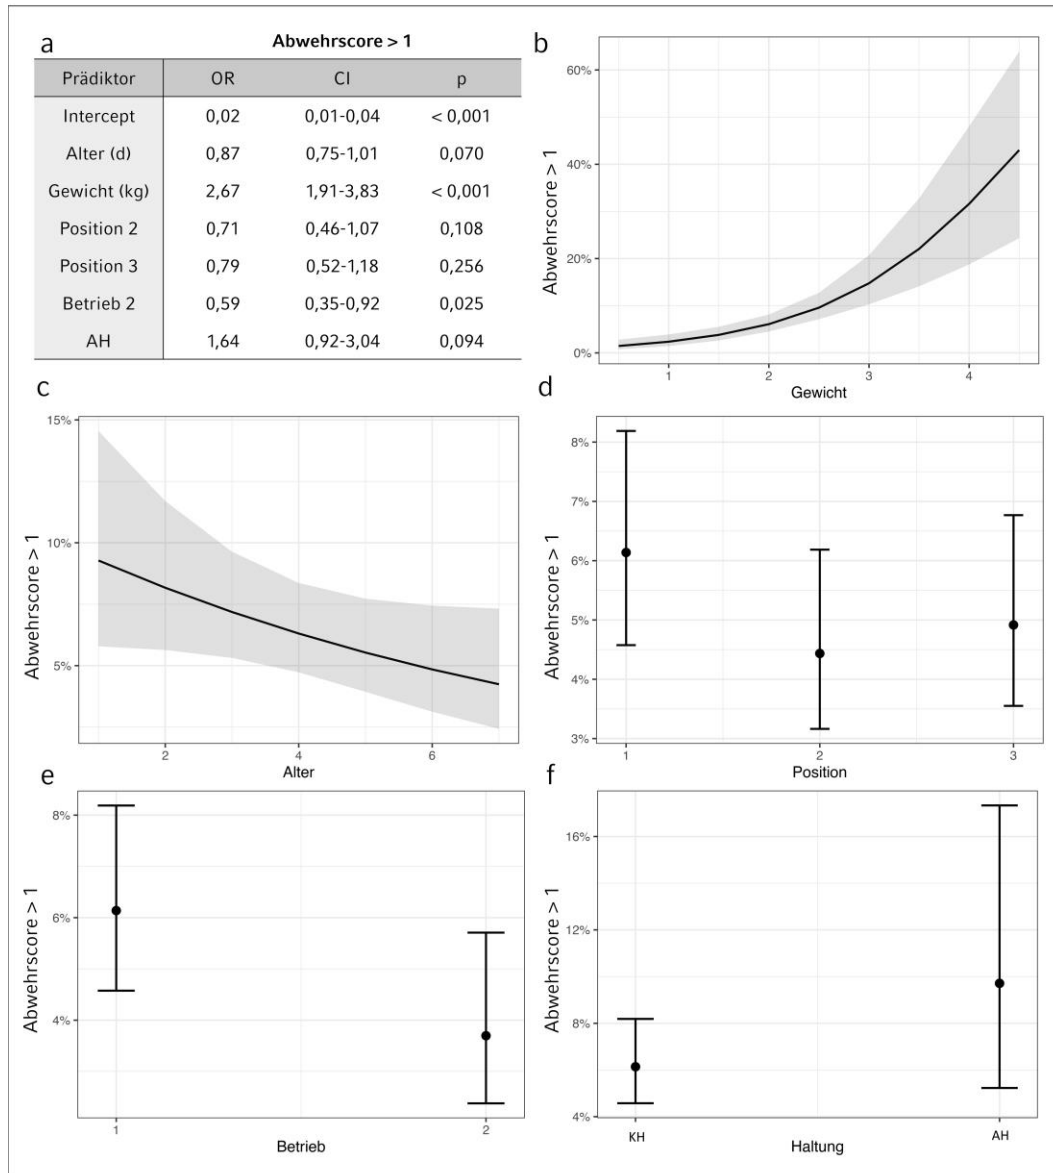 a
Abwehrscore > 1
Prädiktor OR CI p
Intercept 0,02 0,01-0,04 < 0,001
Alter (d) 0,87 0,75-1,01 0,070
Gewicht (kg) 2,67 1,91-3,83 < 0,001
Position 2 0,71 0,46-1,07 0,108
Position 3 0,79 0,52-1,18 0,256
Betrieb 2 0,59 0,35-0,92 0,025
AH 1,64 0,92-3,04 0,094
b
Abwehrscore > 1
60%
40%
20%
0%
1 2 3 4
Gewicht
c
Abwehrscore > 1
15%
10%
5%
2 4 6
Alter
d
Abwehrscore > 1
8%
7%
6%
5%
4%
3%
1 2 3
Position
e
Abwehrscore > 1
8%
6%
4%
1 2
Betrieb
f
Abwehrscore > 1
16%
12%
8%
4%
KH AH
Haltung